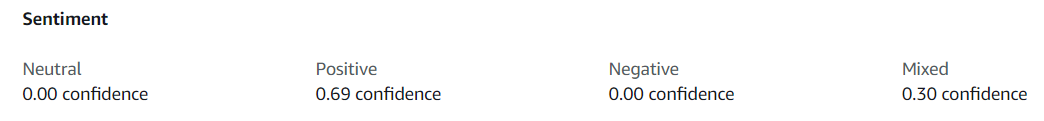 Sentiment
Neutral Positive Negative Mixed
0.00 confidence 0.69 confidence 0.00 confidence 0.30 confidence